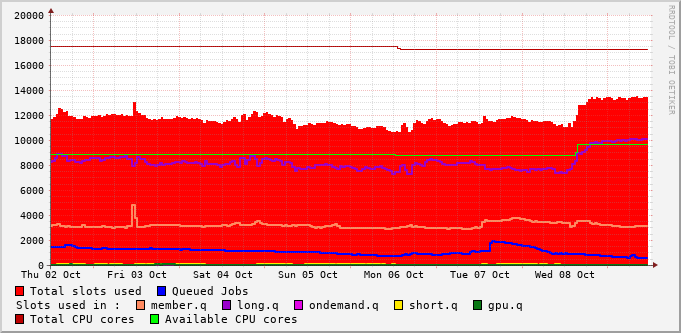 RRDTOOL / TOBI OETIKER
20000
18000
16000
14000
12000
10000
8000
6000
4000
2000
0
Thu 02 Oct Fri 03 Oct Sat 04 Oct Sun 05 Oct Mon 06 Oct Tue 07 Oct Wed 08 Oct
Total slots used Queued Jobs
Slots used in : member.q long.q ondemand.q short.q gpu.q
Total CPU cores Available CPU cores